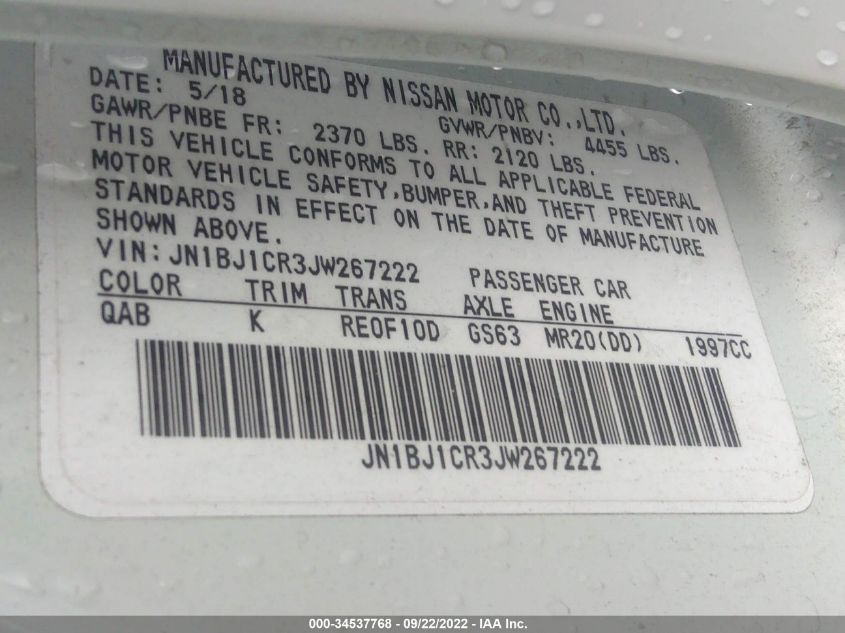 MANUFACTURED BY NISSAN MOTOR CO.,LTD.
DATE: 5/18 GVWR/PNBV: 4455 LBS.
GAWR/PNBE FR: 2370 LBS. RR: 2120 LBS.
THIS VEHICLE CONFORMS TO ALL APPLICABLE FEDERAL
MOTOR VEHICLE SAFETY,BUMPER,AND THEFT PREVENTION
STANDARDS IN EFFECT ON THE DATE OF MANUFACTURE
SHOWN ABOVE.
VIN: JN1BJ1CR3JW267222 PASSENGER CAR
COLOR TRIM TRANS AXLE ENGINE
QAB K RE0F10D GS63 MR20(DD) 1997CC
JN1BJ1CR3JW267222
000-34537768 - 09/22/2022 - IAA Inc.